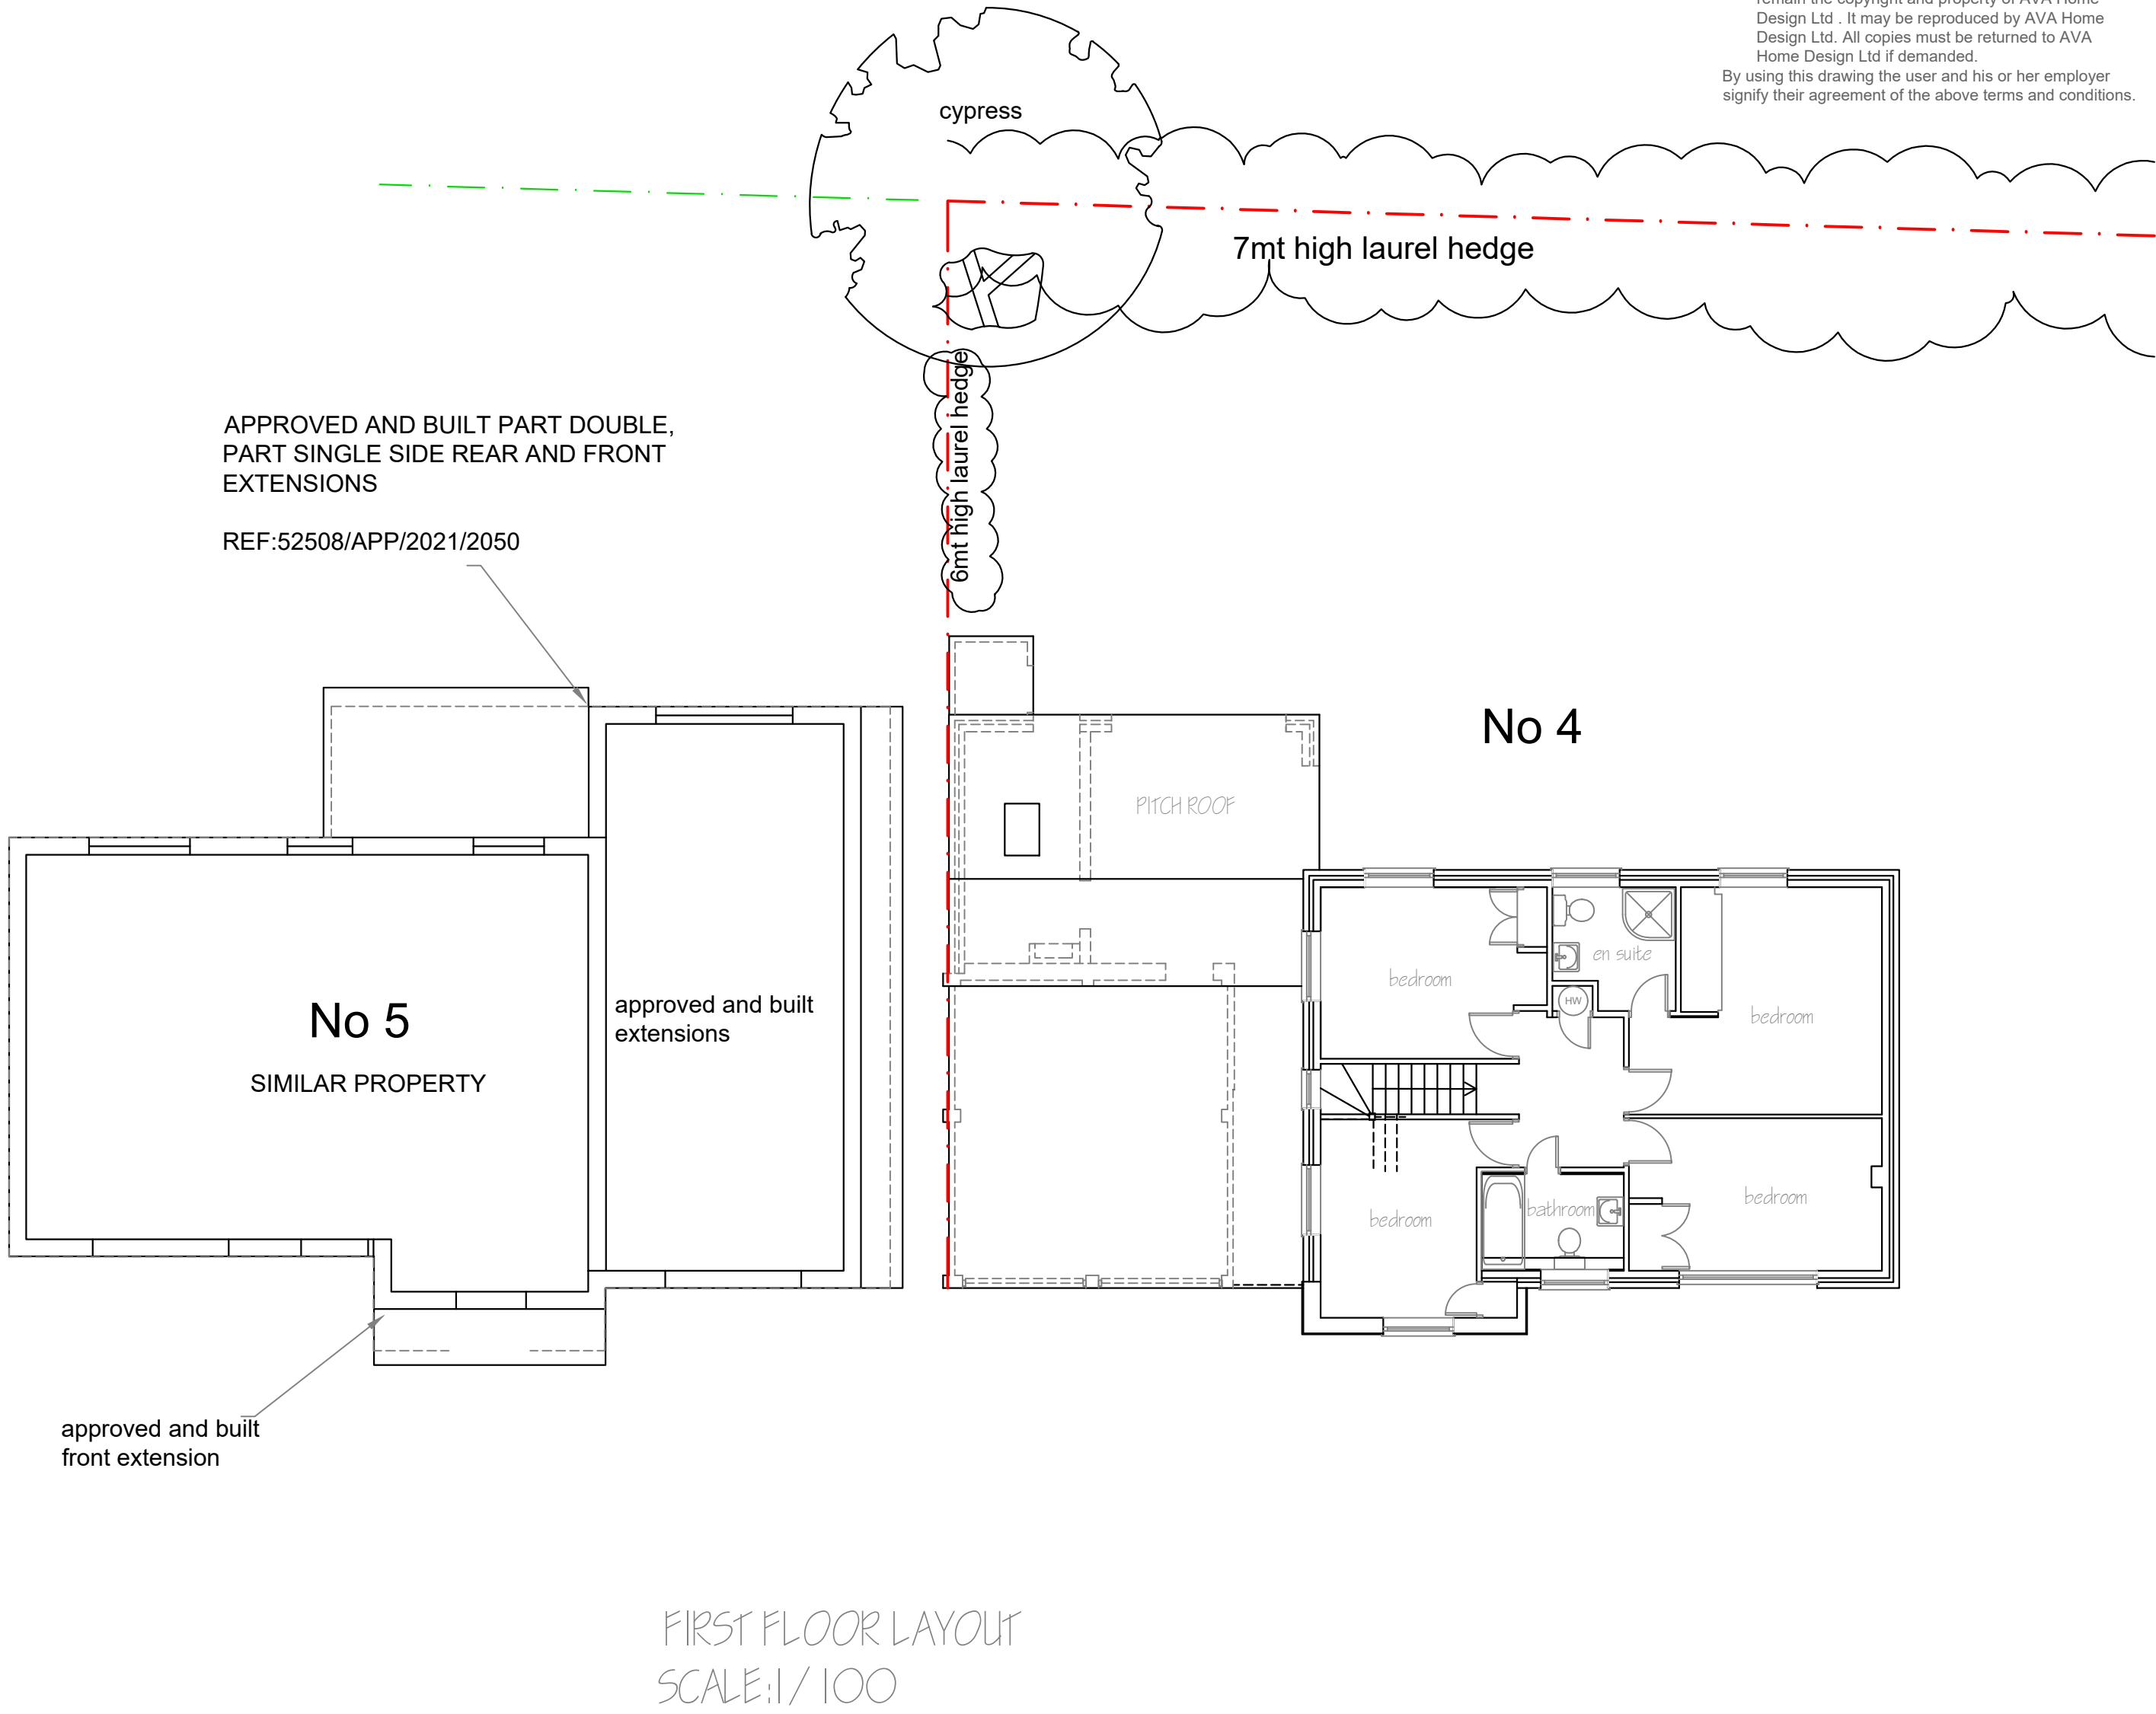 remain the copyright and property of AVA Home
Design Ltd . It may be reproduced by AVA Home
Design Ltd. All copies must be returned to AVA
Home Design Ltd if demanded.
By using this drawing the user and his or her employer
signify their agreement of the above terms and conditions.
cypress
7mt high laurel hedge
6mt high laurel hedge
APPROVED AND BUILT PART DOUBLE,
PART SINGLE SIDE REAR AND FRONT
EXTENSIONS
REF:52508/APP/2021/2050
No 4
PITCH ROOF
en suite
bedroom
HW
bedroom
No 5
approved and built
extensions
SIMILAR PROPERTY
bedroom
bathroom
bedroom
approved and built
front extension
FIRST FLOOR LAYOUT
SCALE:1/100